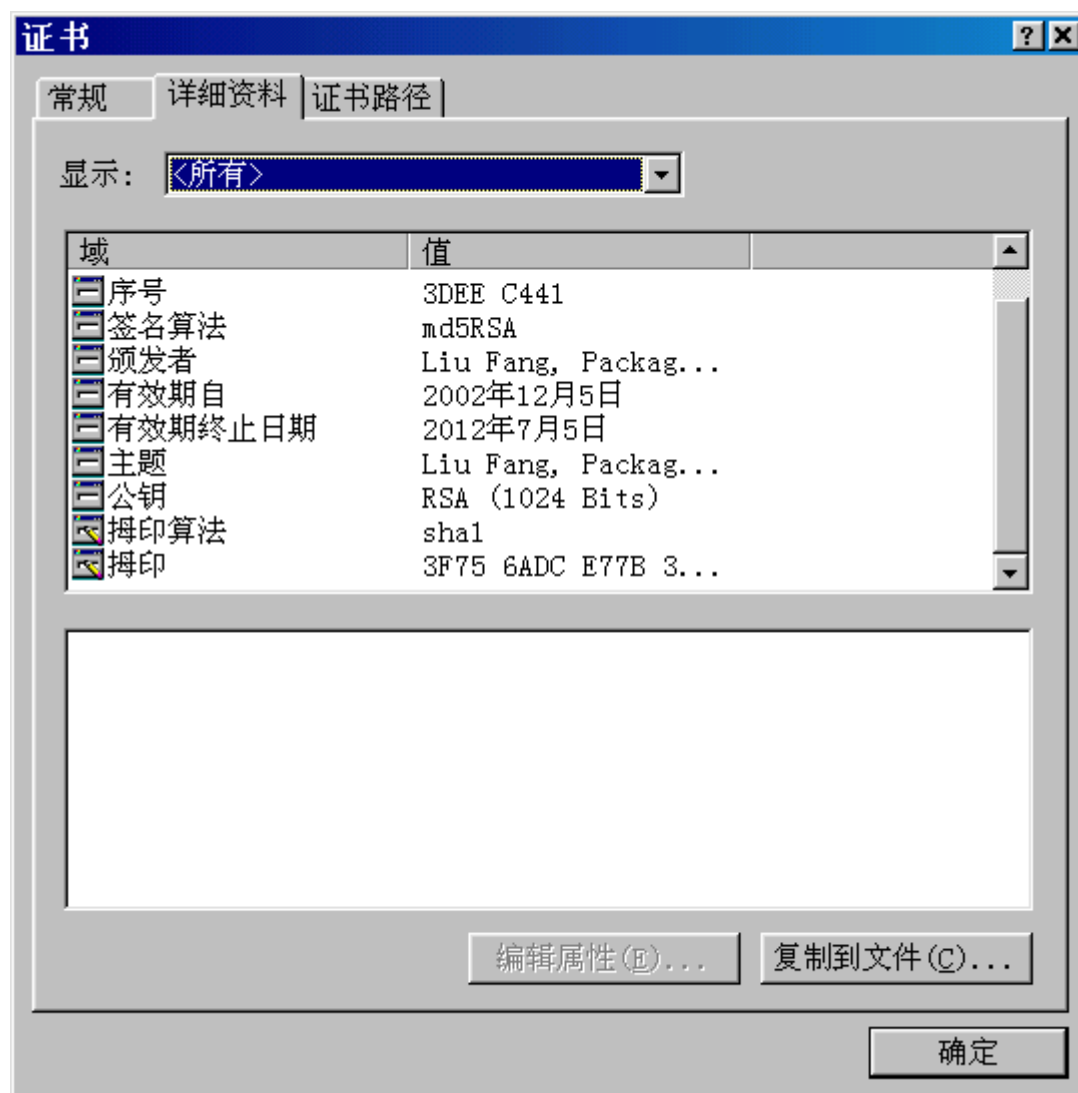 证书
常规 详细资料 证书路径
显示: <所有>
域 值
序号 3DEE C441
签名算法 md5RSA
颁发者 Liu Fang, Packag...
有效期自 2002年12月5日
有效期终止日期 2012年7月5日
主题 Liu Fang, Packag...
公钥 RSA (1024 Bits)
拇印算法 sha1
拇印 3F75 6ADC E77B 3...
编辑属性(E)... 复制到文件(C)...
确定